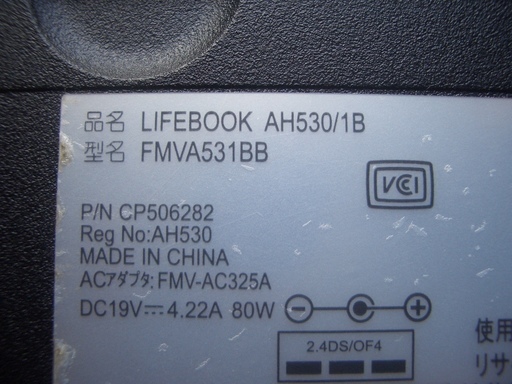 品名 LIFEBOOK AH530/1B
型名 FMVA531BB
VCCI
P/N CP506282
Reg No:AH530
MADE IN CHINA
ACアダプタ:FMV-AC325A
DC19V⎓4.22A 80W
2.4DS/OF4
使用
リサ